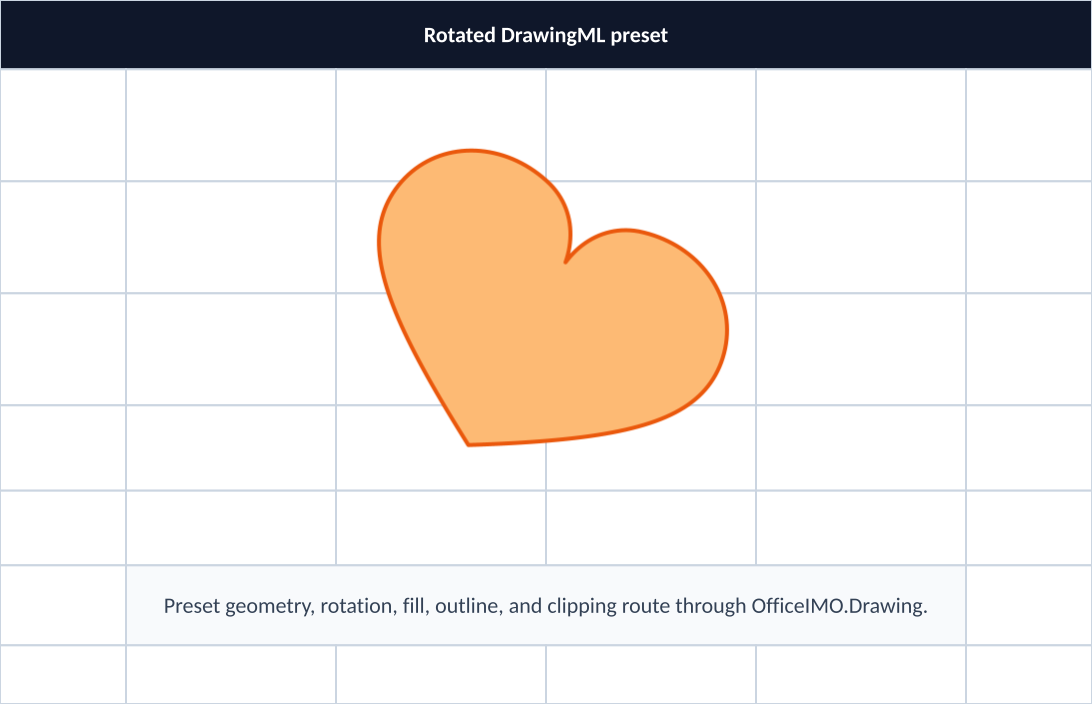 Rotated DrawingML preset
Preset geometry, rotation, fill, outline, and clipping route through OfficeIMO.Drawing.